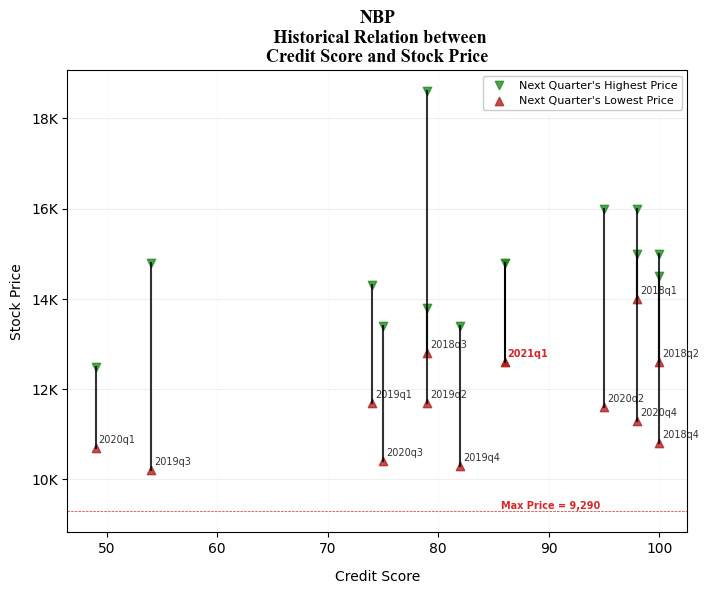 NBP
Historical Relation between
Credit Score and Stock Price
Next Quarter's Highest Price
Next Quarter's Lowest Price
18K
16K
14K
12K
10K
Stock Price
2018q1
2018q3
2021q1
2018q2
2019q1
2019q2
2020q2
2020q4
2018q4
2020q1
2019q3
2020q3
2019q4
Max Price = 9,290
50
60
70
80
90
100
Credit Score